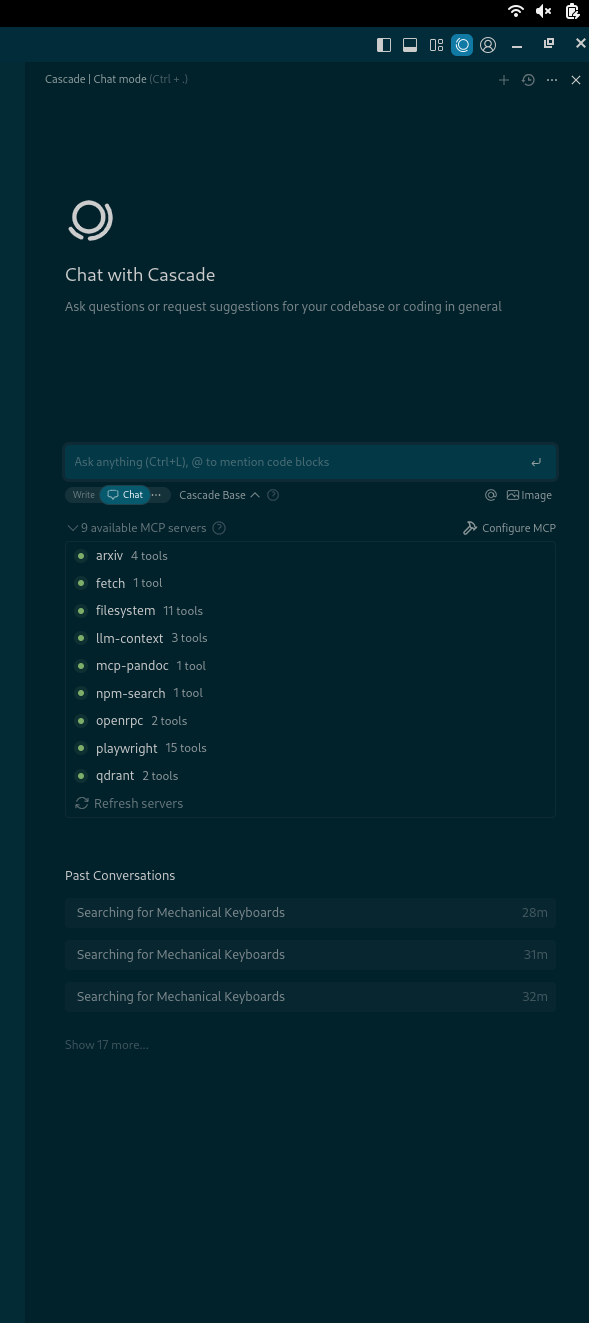 Cascade | Chat mode (Ctrl + .)
Chat with Cascade
Ask questions or request suggestions for your codebase or coding in general
Ask anything (Ctrl+L), @ to mention code blocks
Write Chat ... Cascade Base @ Image
9 available MCP servers Configure MCP
arxiv 4 tools
fetch 1 tool
filesystem 11 tools
llm-context 3 tools
mcp-pandoc 1 tool
npm-search 1 tool
openrpc 2 tools
playwright 15 tools
qdrant 2 tools
Refresh servers
Past Conversations
Searching for Mechanical Keyboards 28m
Searching for Mechanical Keyboards 31m
Searching for Mechanical Keyboards 32m
Show 17 more...